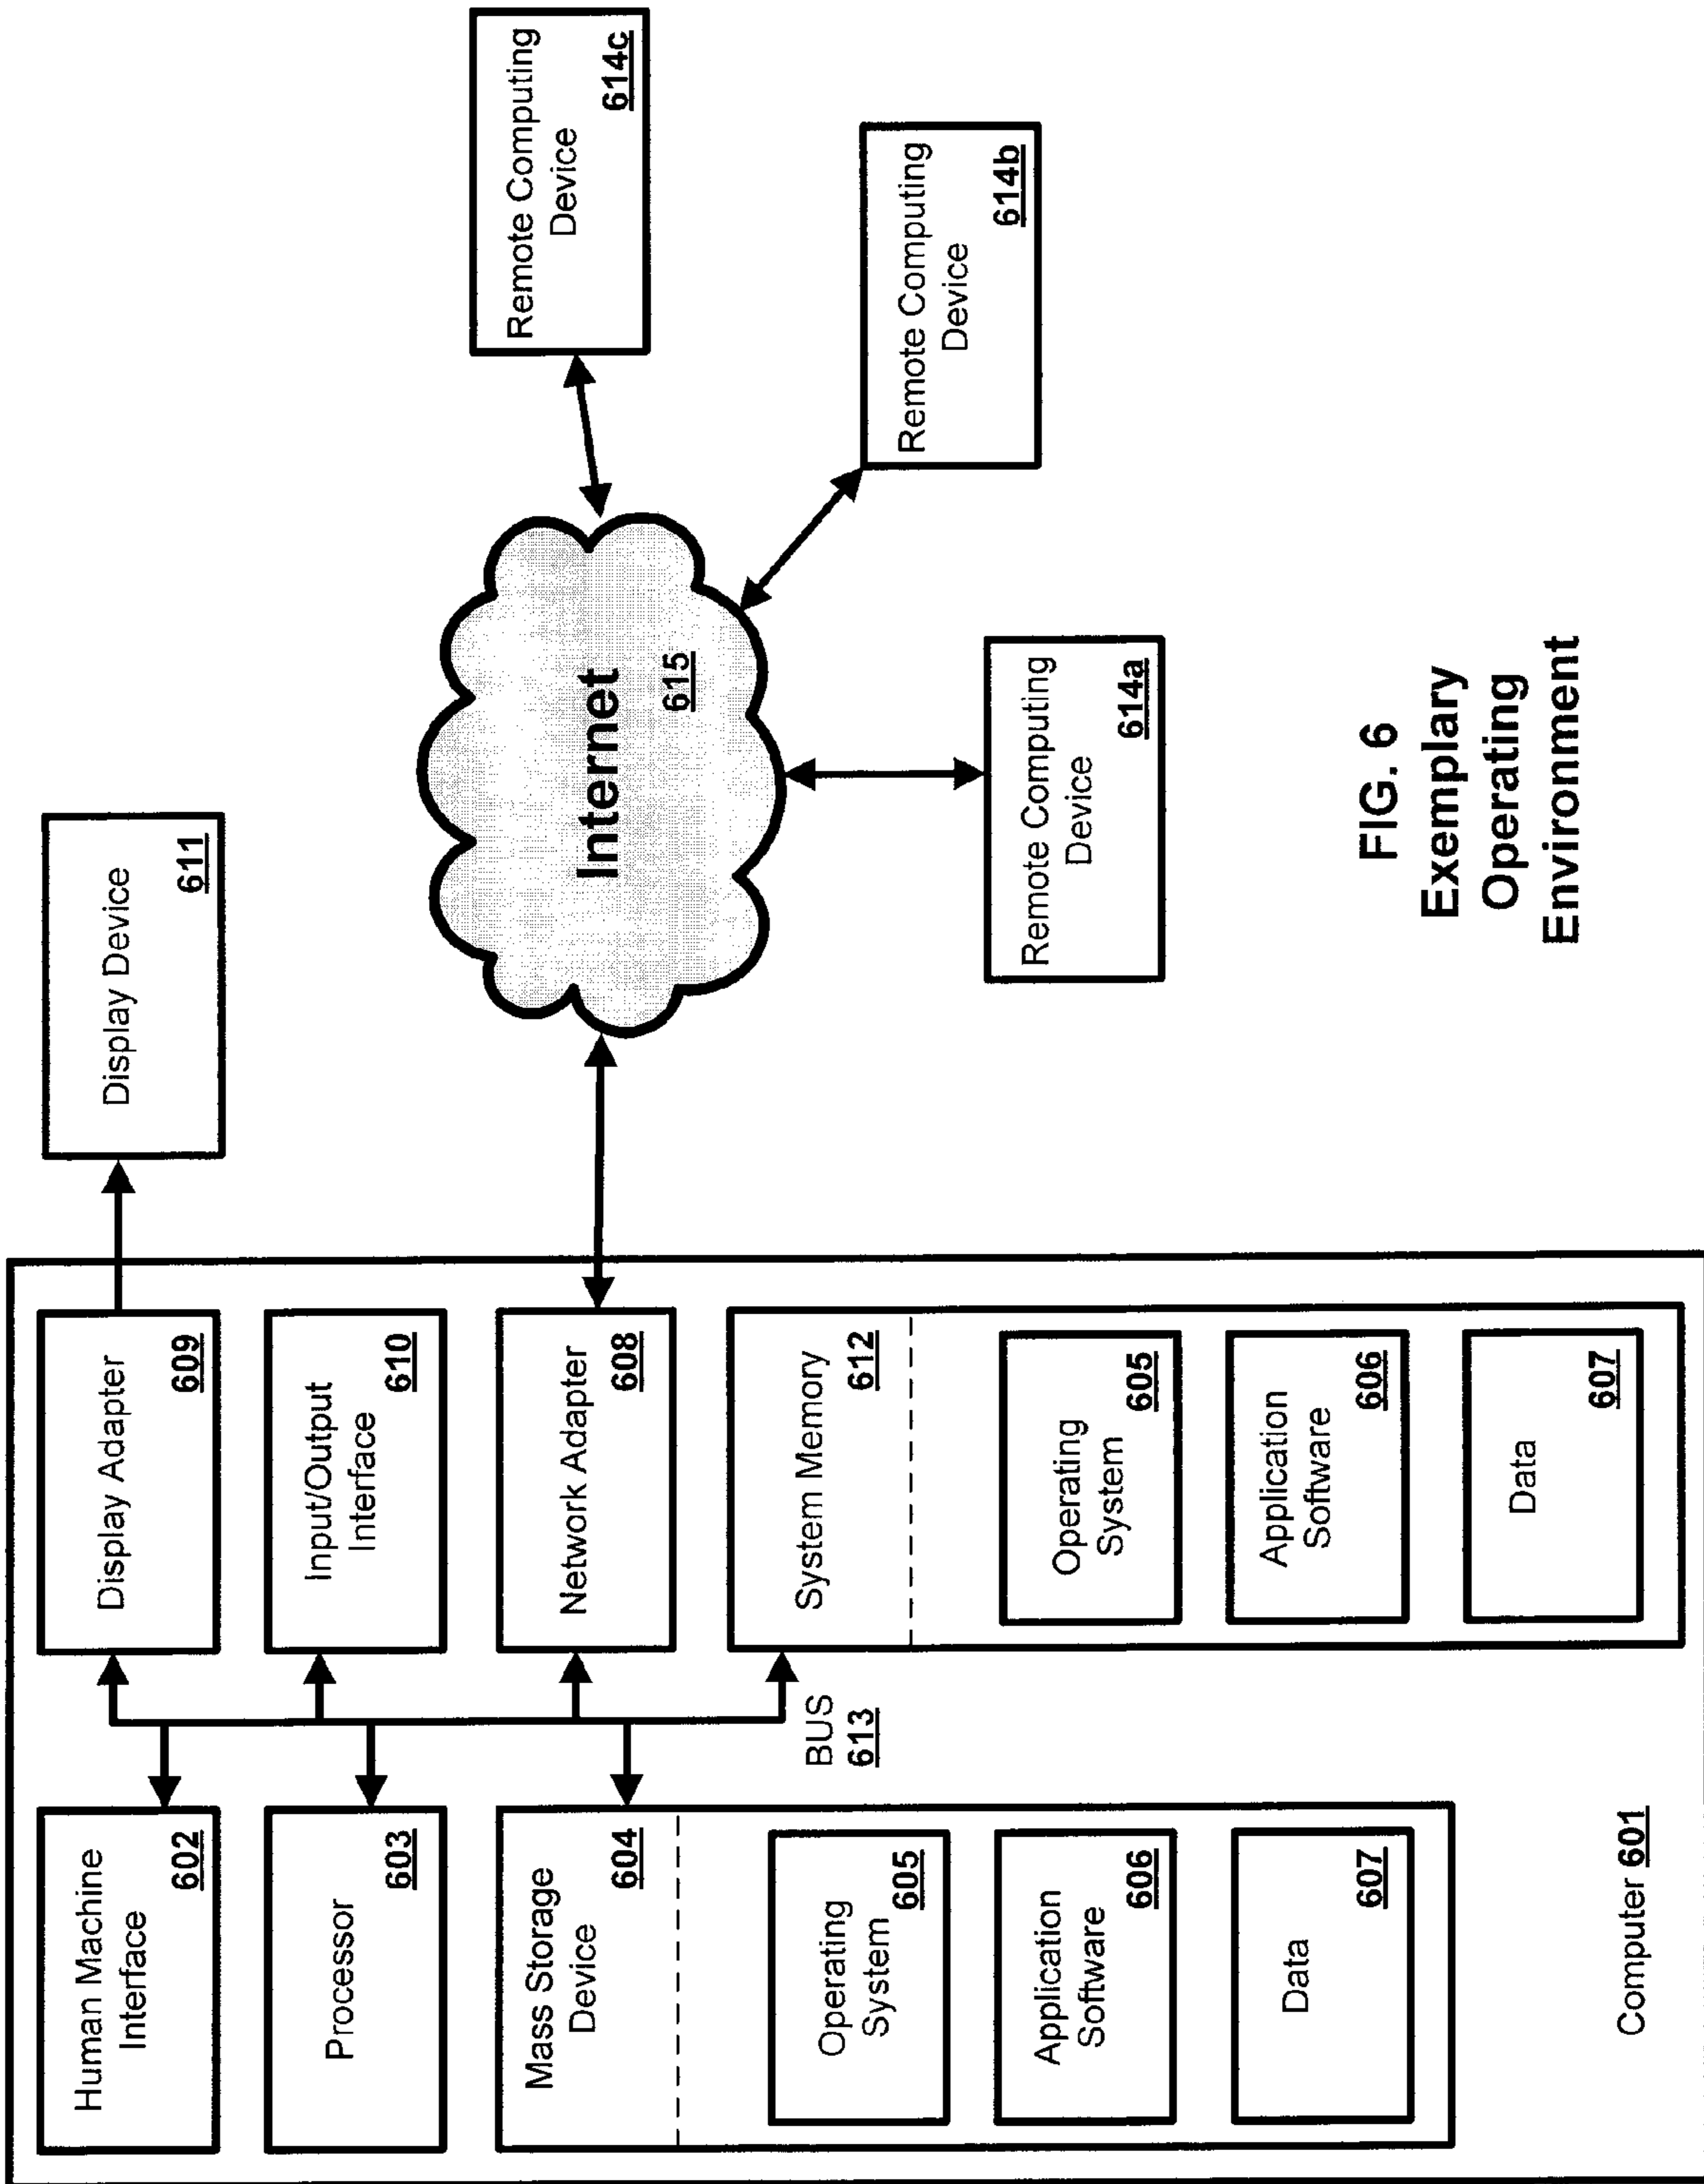 Human Machine
Interface
602
Processor
603
Mass Storage
Device
604
Operating
System
605
Application
Software
606
Data
607
Computer 601
BUS
613
Display Adapter
609
Input/Output
Interface
610
Network Adapter
608
System Memory
612
Operating
System
605
Application
Software
606
Data
607
Display Device
611
Internet
615
Remote Computing
Device
614a
Remote Computing
Device
614b
Remote Computing
Device
614c
FIG. 6
Exemplary
Operating
Environment